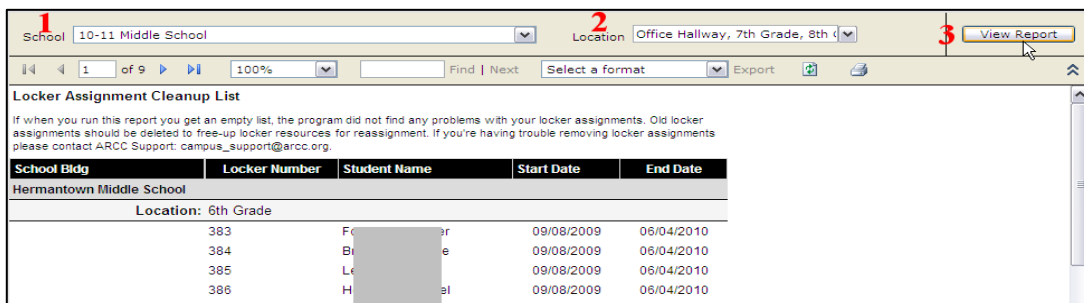 1 2 3
School 10-11 Middle School Location Office Hallway, 7th Grade, 8th View Report
1 of 9 100% Find | Next Select a format Export
Locker Assignment Cleanup List
If when you run this report you get an empty list, the program did not find any problems with your locker assignments. Old locker
assignments should be deleted to free-up locker resources for reassignment. If you're having trouble removing locker assignments
please contact ARCC Support: campus_support@arcc.org.
School Bldg Locker Number Student Name Start Date End Date
Hermantown Middle School
Location: 6th Grade
383 09/08/2009 06/04/2010
384 09/08/2009 06/04/2010
385 09/08/2009 06/04/2010
386 09/08/2009 06/04/2010